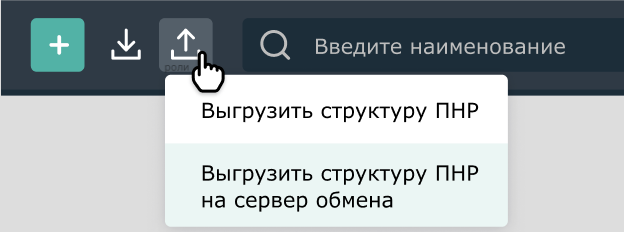 Введите наименование
Выгрузить структуру ПНР
Выгрузить структуру ПНР
на сервер обмена